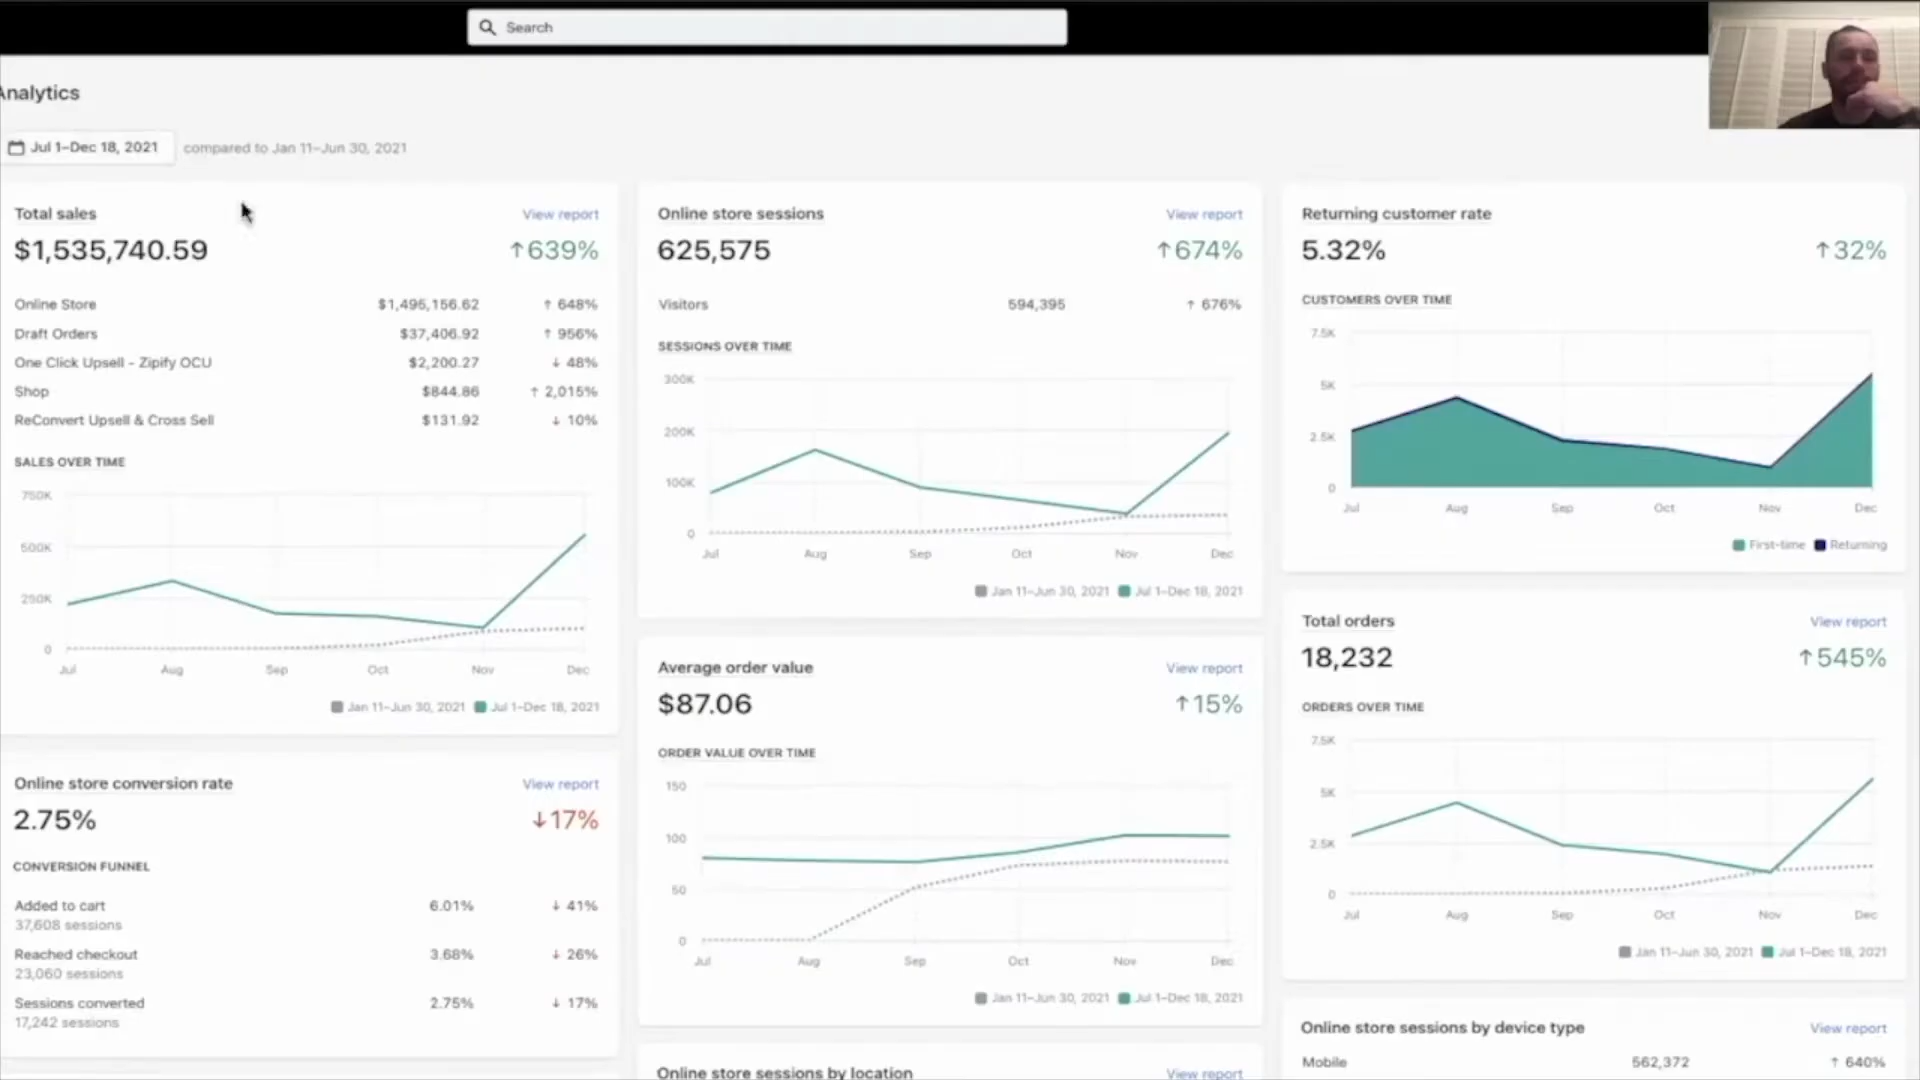 Search
Analytics
Jul 1–Dec 18, 2021 compared to Jan 11–Jun 30, 2021
Total sales View report
$1,535,740.59 ↑639%
Online Store $1,495,156.62 ↑ 648%
Draft Orders $37,406.92 ↑ 956%
One Click Upsell - Zipify OCU $2,200.27 ↓ 48%
Shop $844.86 ↑ 2,015%
ReConvert Upsell & Cross Sell $131.92 ↓ 10%
SALES OVER TIME
750K
500K
250K
0
Jul Aug Sep Oct Nov Dec
Jan 11–Jun 30, 2021 Jul 1–Dec 18, 2021
Online store conversion rate View report
2.75% ↓17%
CONVERSION FUNNEL
Added to cart 6.01% ↓ 41%
37,608 sessions
Reached checkout 3.68% ↓ 26%
23,060 sessions
Sessions converted 2.75% ↓ 17%
17,242 sessions
Online store sessions View report
625,575 ↑674%
Visitors 594,395 ↑ 676%
SESSIONS OVER TIME
300K
200K
100K
0
Jul Aug Sep Oct Nov Dec
Jan 11–Jun 30, 2021 Jul 1–Dec 18, 2021
Average order value View report
$87.06 ↑15%
ORDER VALUE OVER TIME
150
100
50
0
Jul Aug Sep Oct Nov Dec
Jan 11–Jun 30, 2021 Jul 1–Dec 18, 2021
Online store sessions by location View report
Returning customer rate View report
5.32% ↑32%
CUSTOMERS OVER TIME
7.5K
5K
2.5K
0
Jul Aug Sep Oct Nov Dec
First-time Returning
Total orders View report
18,232 ↑545%
ORDERS OVER TIME
7.5K
5K
2.5K
0
Jul Aug Sep Oct Nov Dec
Jan 11–Jun 30, 2021 Jul 1–Dec 18, 2021
Online store sessions by device type View report
Mobile 562,372 ↑ 640%